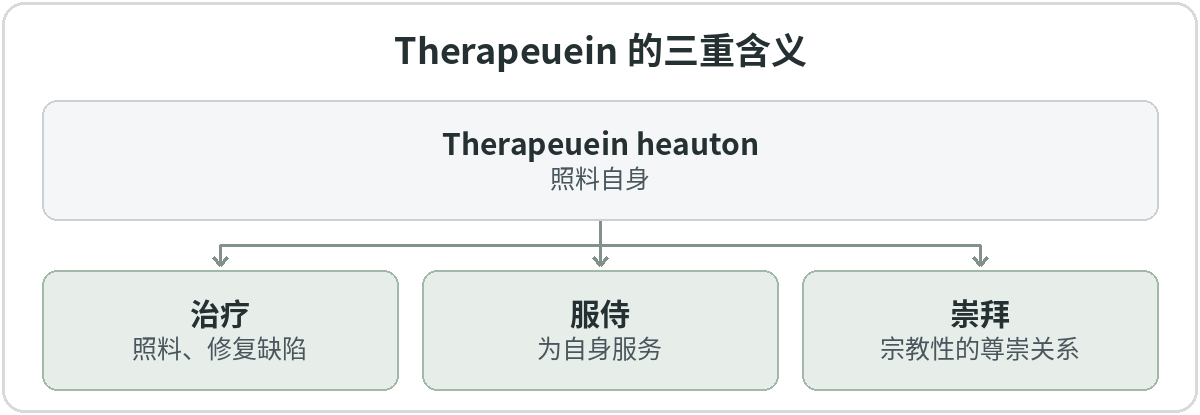 Therapeuein 的三重含义
Therapeuein heauton
照料自身
治疗
照料、修复缺陷
服侍
为自身服务
崇拜
宗教性的尊崇关系